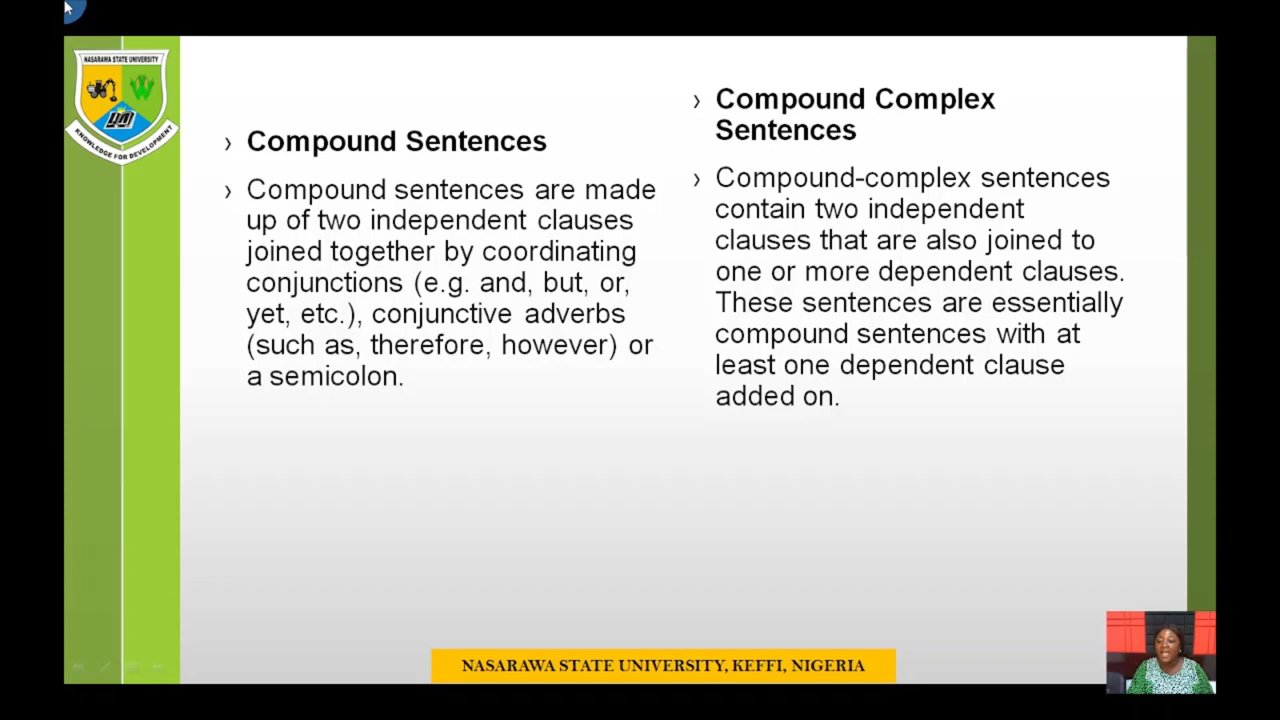 NASARAWA STATE UNIVERSITY
KNOWLEDGE FOR DEVELOPMENT
› Compound Sentences
› Compound sentences are made
up of two independent clauses
joined together by coordinating
conjunctions (e.g. and, but, or,
yet, etc.), conjunctive adverbs
(such as, therefore, however) or
a semicolon.
› Compound Complex
Sentences
› Compound-complex sentences
contain two independent
clauses that are also joined to
one or more dependent clauses.
These sentences are essentially
compound sentences with at
least one dependent clause
added on.
NASARAWA STATE UNIVERSITY, KEFFI, NIGERIA